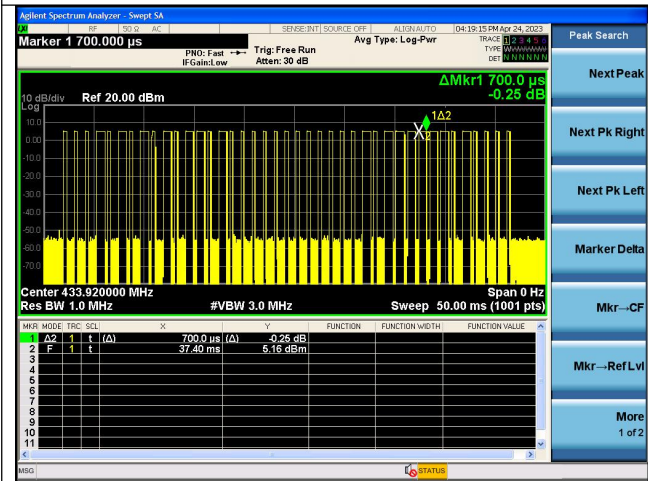 Agilent Spectrum Analyzer - Swept SA
RF 50 Ω AC SENSE:INT SOURCE OFF ALIGN AUTO 04:19:15 PM Apr 24, 2023
Marker 1 700.000 µs
PNO: Fast
IFGain:Low
Trig: Free Run
Atten: 30 dB
Avg Type: Log-Pwr
TRACE 1 2 3 4 5 6
TYPE WWWWWW
DET N N N N N N
Peak Search
Next Peak
Next Pk Right
Next Pk Left
Marker Delta
Mkr→CF
Mkr→RefLvl
More
1 of 2
ΔMkr1 700.0 µs
-0.25 dB
10 dB/div Ref 20.00 dBm
Log
10.0
0.00
-10.0
-20.0
-30.0
-40.0
-50.0
-60.0
-70.0
1Δ2
2
Center 433.920000 MHz Span 0 Hz
Res BW 1.0 MHz #VBW 3.0 MHz Sweep 50.00 ms (1001 pts)
MKR MODE TRC SCL X Y FUNCTION FUNCTION WIDTH FUNCTION VALUE
1 Δ2 1 t (Δ) 700.0 µs (Δ) -0.25 dB
2 F 1 t 37.40 ms 5.16 dBm
3
4
5
6
7
8
9
10
11
MSG STATUS